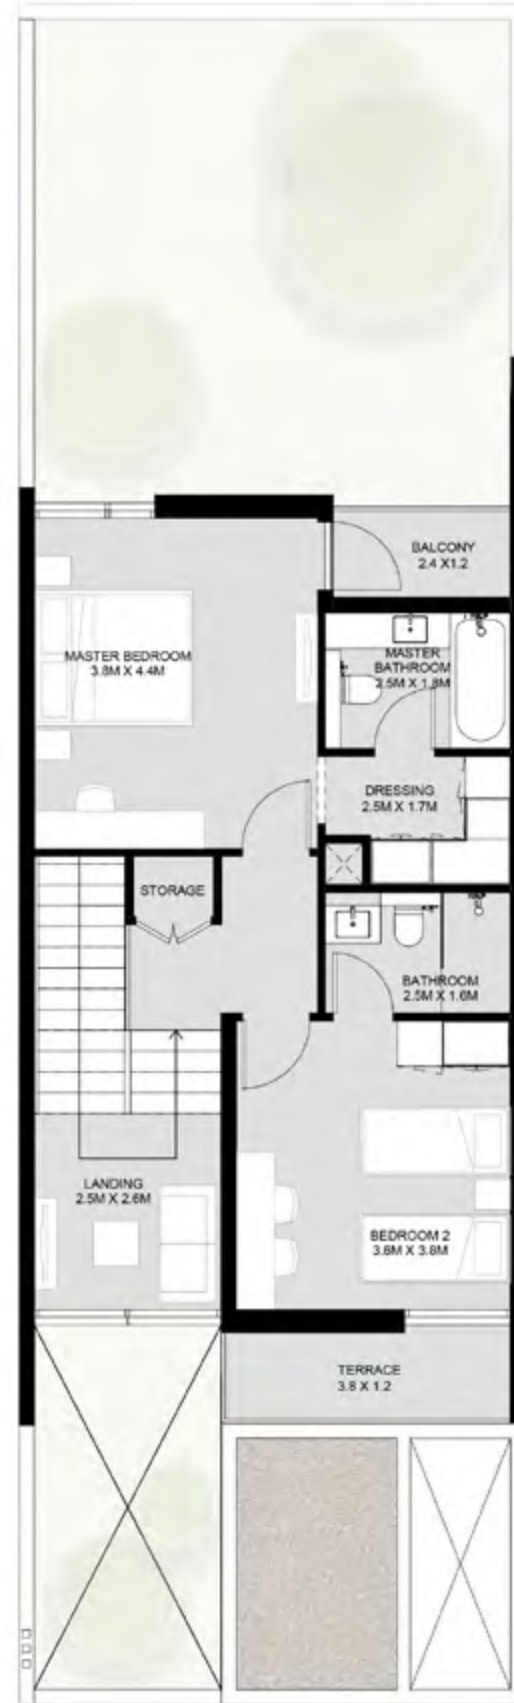 BALCONY
2.4 X1.2
MASTER BEDROOM
3.8M X 4.4M
MASTER
BATHROOM
2.5M X 1.8M
DRESSING
2.5M X 1.7M
STORAGE
BATHROOM
2.5M X 1.6M
LANDING
2.5M X 2.6M
BEDROOM 2
3.6M X 3.8M
TERRACE
3.8 X 1.2